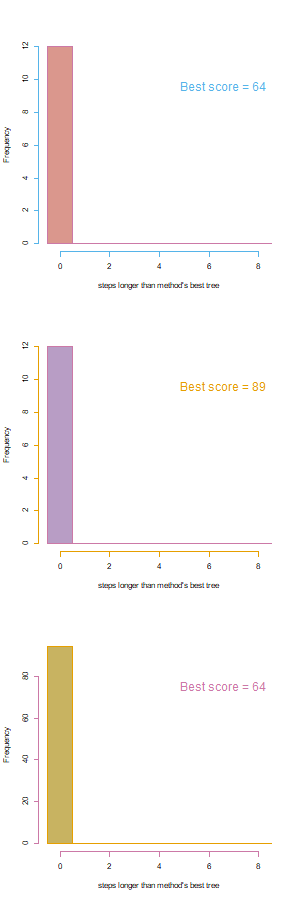 12
10
8
6
4
2
0
Frequency
Best score = 64
0 2 4 6 8
steps longer than method's best tree
12
10
8
6
4
2
0
Frequency
Best score = 89
0 2 4 6 8
steps longer than method's best tree
80
60
40
20
0
Frequency
Best score = 64
0 2 4 6 8
steps longer than method's best tree